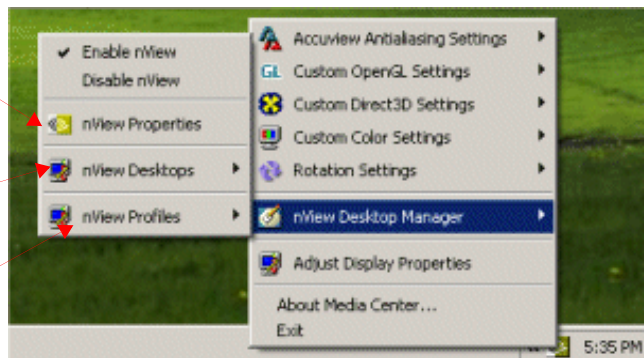 Enable nView
Disable nView
nView Properties
nView Desktops
nView Profiles
Accuview Antialiasing Settings
GL Custom OpenGL Settings
Custom Direct3D Settings
Custom Color Settings
Rotation Settings
nView Desktop Manager
Adjust Display Properties
About Media Center...
Exit
5:35 PM